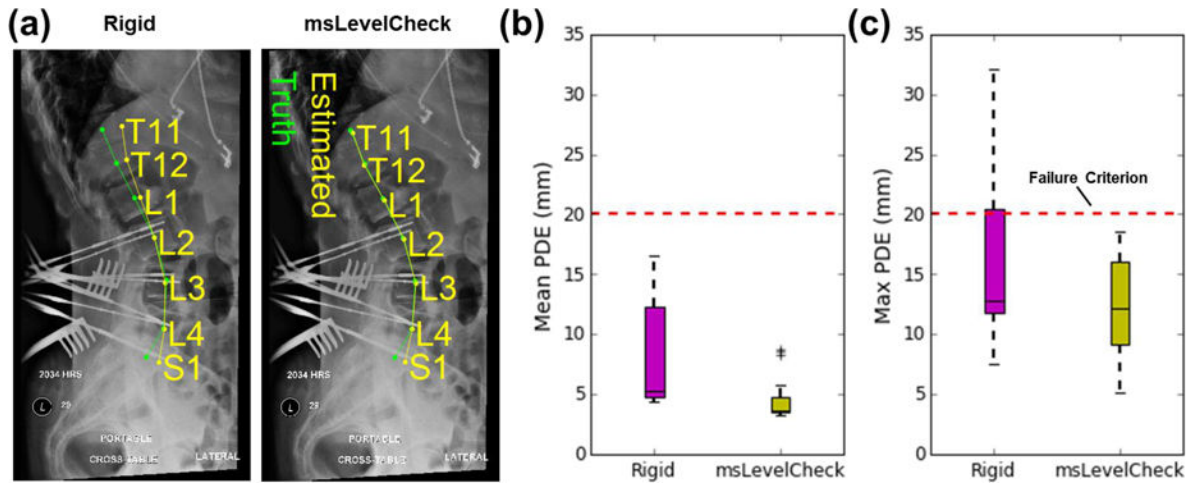 (a)
Rigid
msLevelCheck
T11
T12
L1
L2
L3
L4
S1
2034 HRS
L 29
PORTABLE
CROSS-TABLE
LATERAL
Truth
Estimated
T11
T12
L1
L2
L3
L4
S1
2034 HRS
L 29
PORTABLE
CROSS-TABLE
LATERAL
(b)
Mean PDE (mm)
35
30
25
20
15
10
5
0
Rigid
msLevelCheck
(c)
Max PDE (mm)
35
30
25
20
15
10
5
0
Failure Criterion
Rigid
msLevelCheck